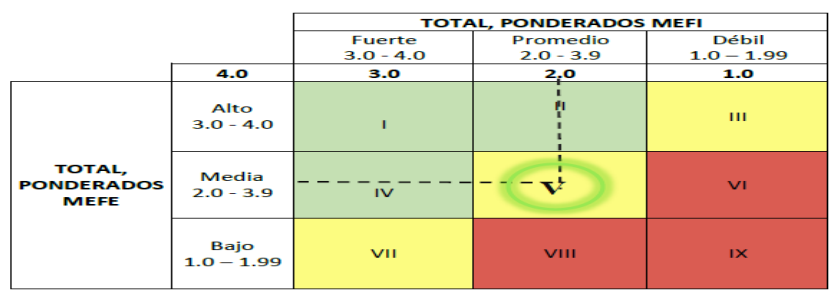 TOTAL, PONDERADOS MEFI
Fuerte
3.0 - 4.0
Promedio
2.0 - 3.9
Débil
1.0 – 1.99
4.0
3.0
2.0
1.0
TOTAL,
PONDERADOS
MEFE
Alto
3.0 - 4.0
I
II
III
Media
2.0 - 3.9
IV
V
VI
Bajo
1.0 – 1.99
VII
VIII
IX